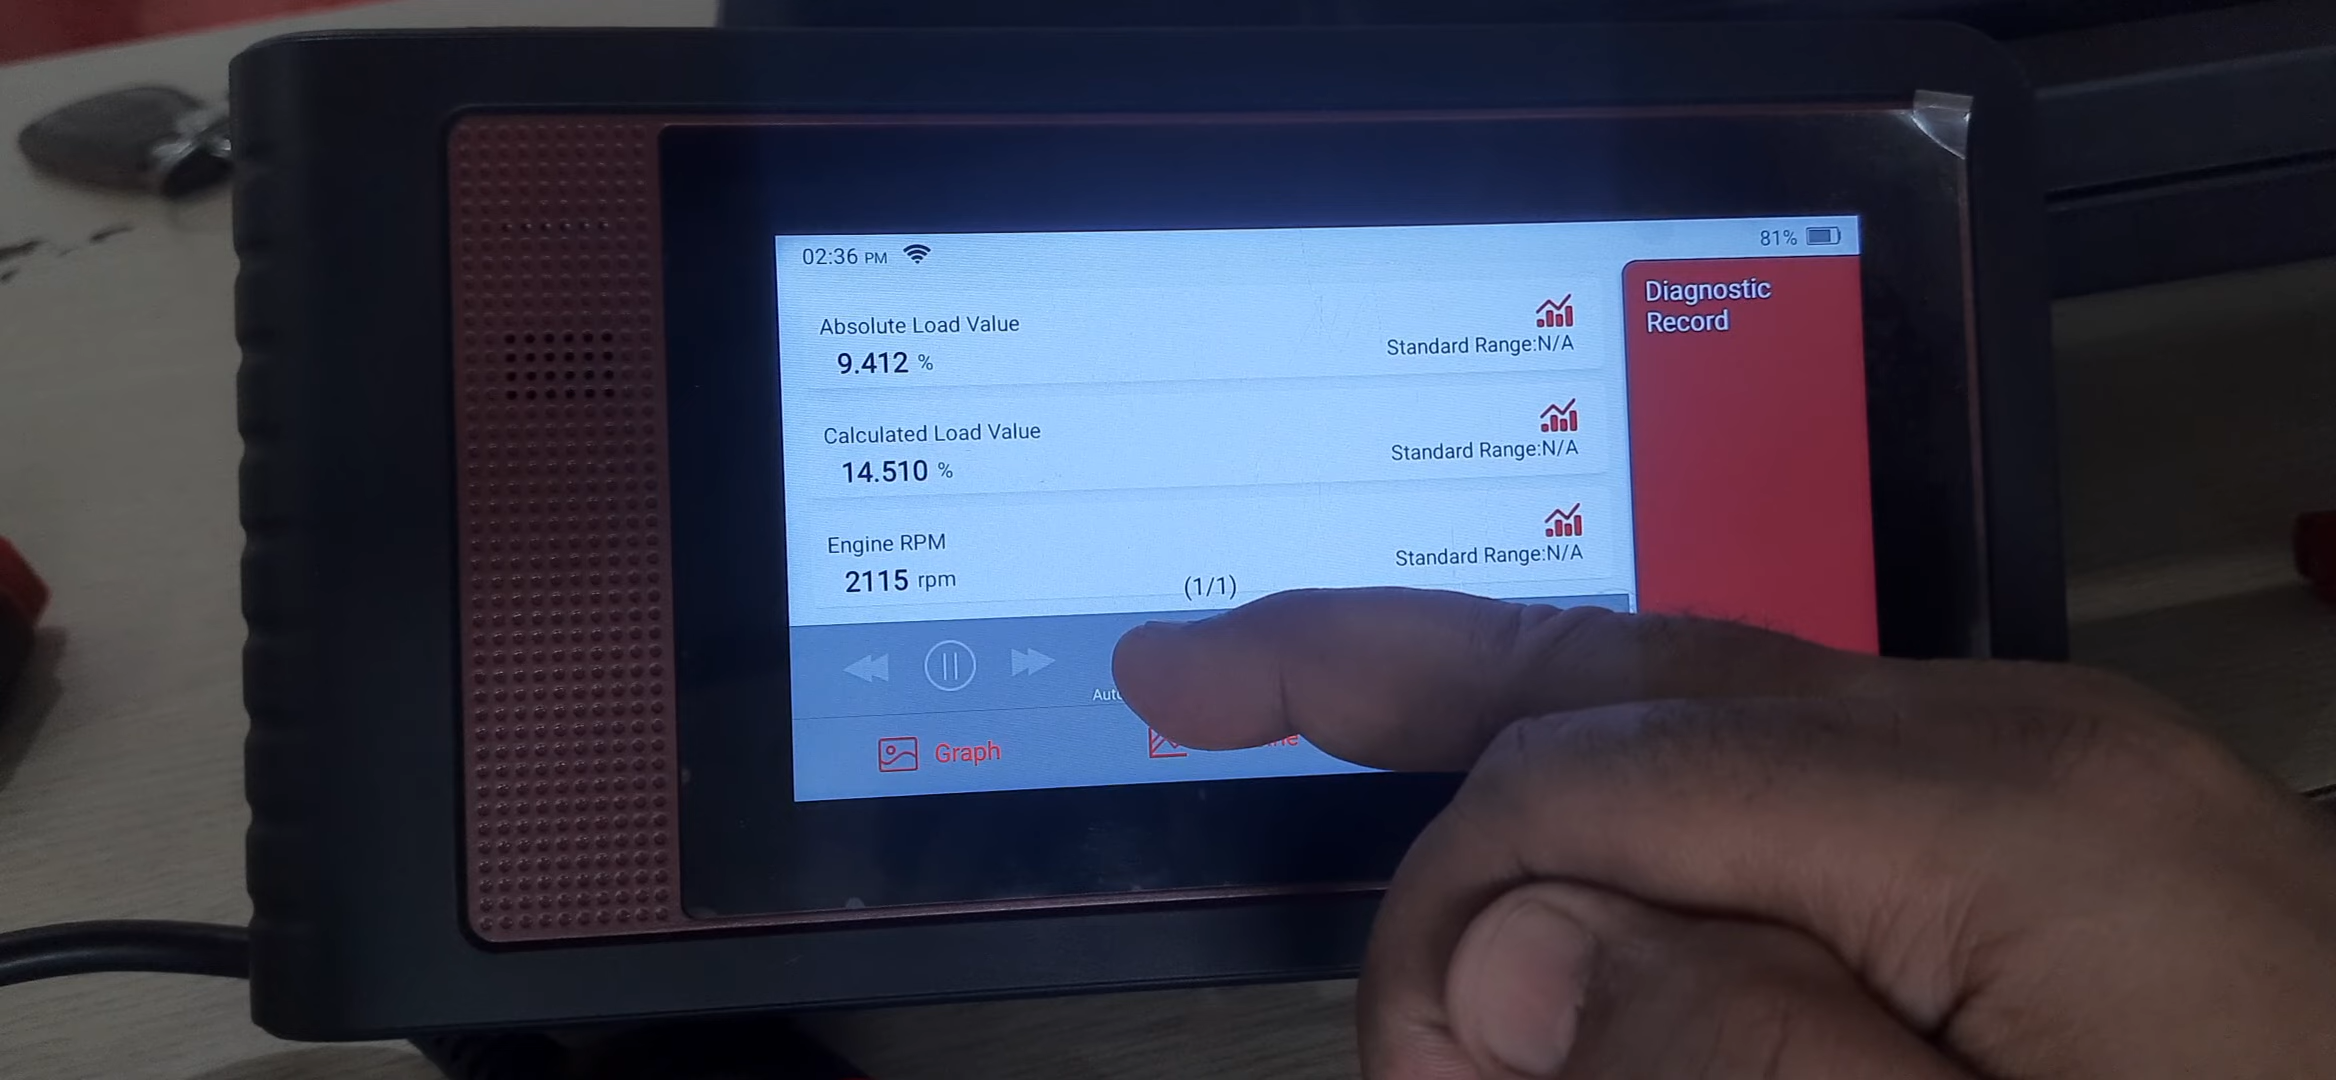 02:36 PM
81%
Diagnostic
Record
Absolute Load Value
9.412 %
Standard Range:N/A
Calculated Load Value
14.510 %
Standard Range:N/A
Engine RPM
2115 rpm
Standard Range:N/A
(1/1)
Graph